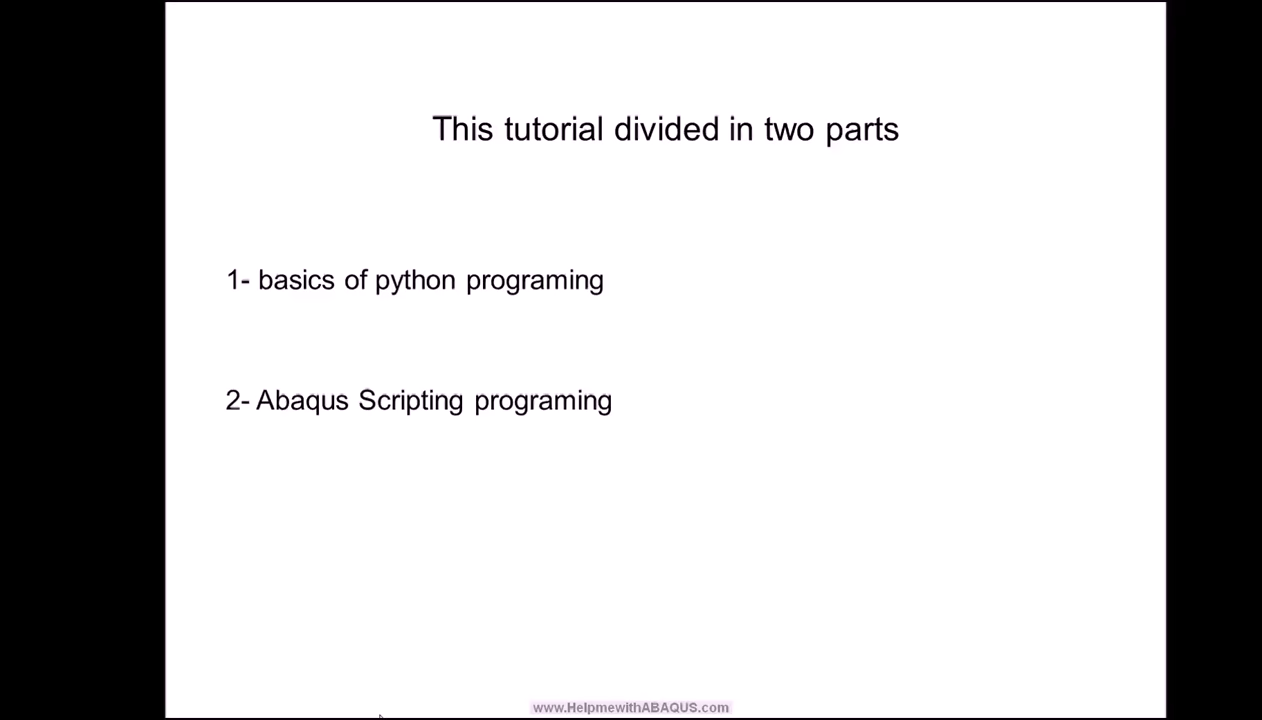 This tutorial divided in two parts
1- basics of python programing
2- Abaqus Scripting programing
www.HelpmewithABAQUS.com